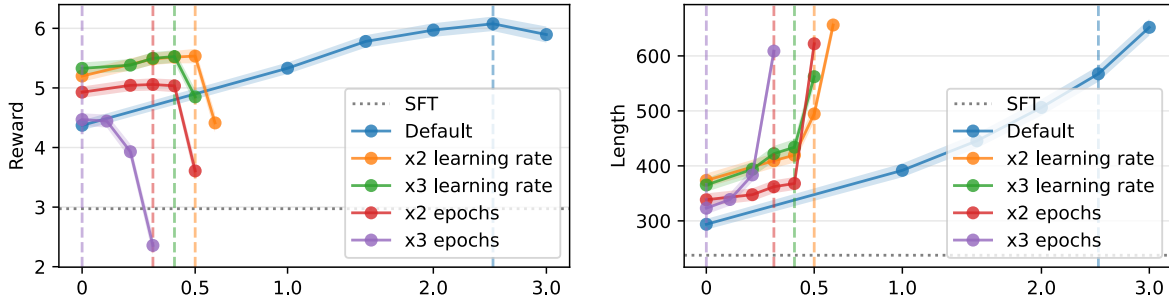 Reward
6
5
4
3
2
0
0.5
1.0
2.0
3.0
SFT
Default
x2 learning rate
x3 learning rate
x2 epochs
x3 epochs
Length
600
500
400
300
0
0.5
1.0
2.0
3.0
SFT
Default
x2 learning rate
x3 learning rate
x2 epochs
x3 epochs